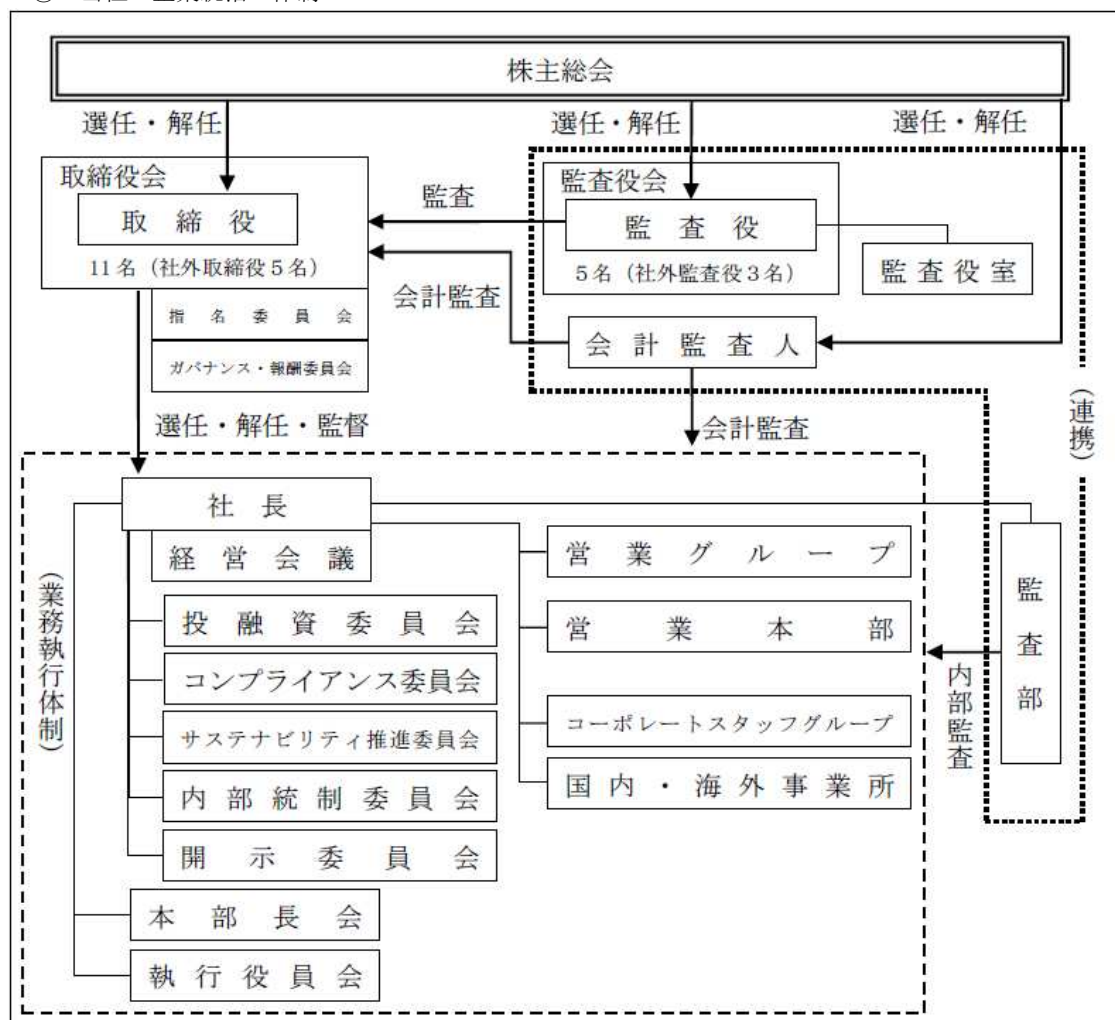 株主総会
選任・解任
選任・解任
選任・解任
取締役会
取締役
11名（社外取締役５名）
指名委員会
ガバナンス・報酬委員会
監査
会計監査
監査役会
監査役
５名（社外監査役３名）
監査役室
会計監査人
会計監査
（連携）
選任・解任・監督
（業務執行体制）
社長
経営会議
投融資委員会
コンプライアンス委員会
サステナビリティ推進委員会
内部統制委員会
開示委員会
本部長会
執行役員会
営業グループ
営業本部
コーポレートスタッフグループ
国内・海外事業所
内部監査
監査部